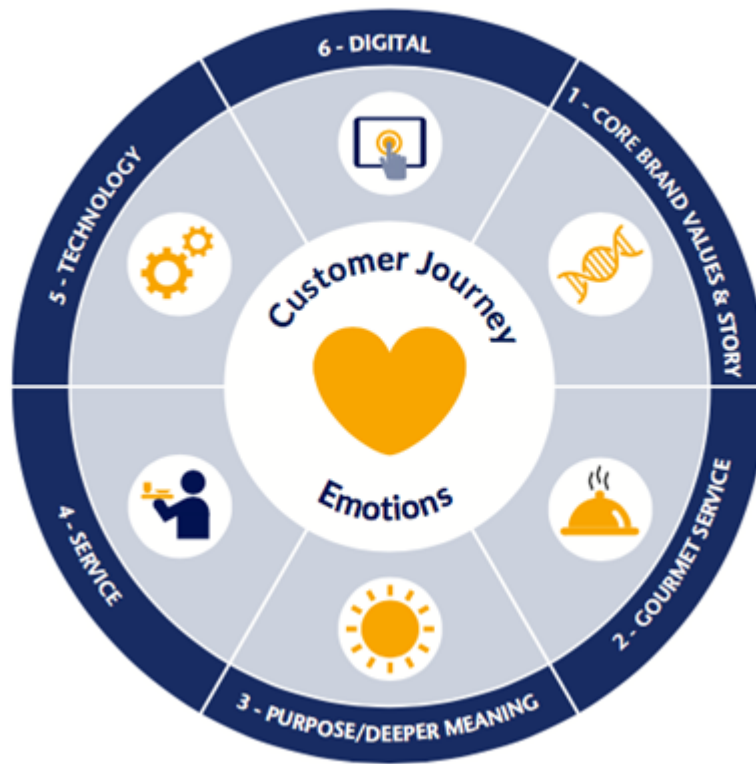 6 - DIGITAL
1 - CORE BRAND VALUES & STORY
2 - GOURMET SERVICE
3 - PURPOSE/DEEPER MEANING
4 - SERVICE
5 - TECHNOLOGY
Customer Journey
Emotions